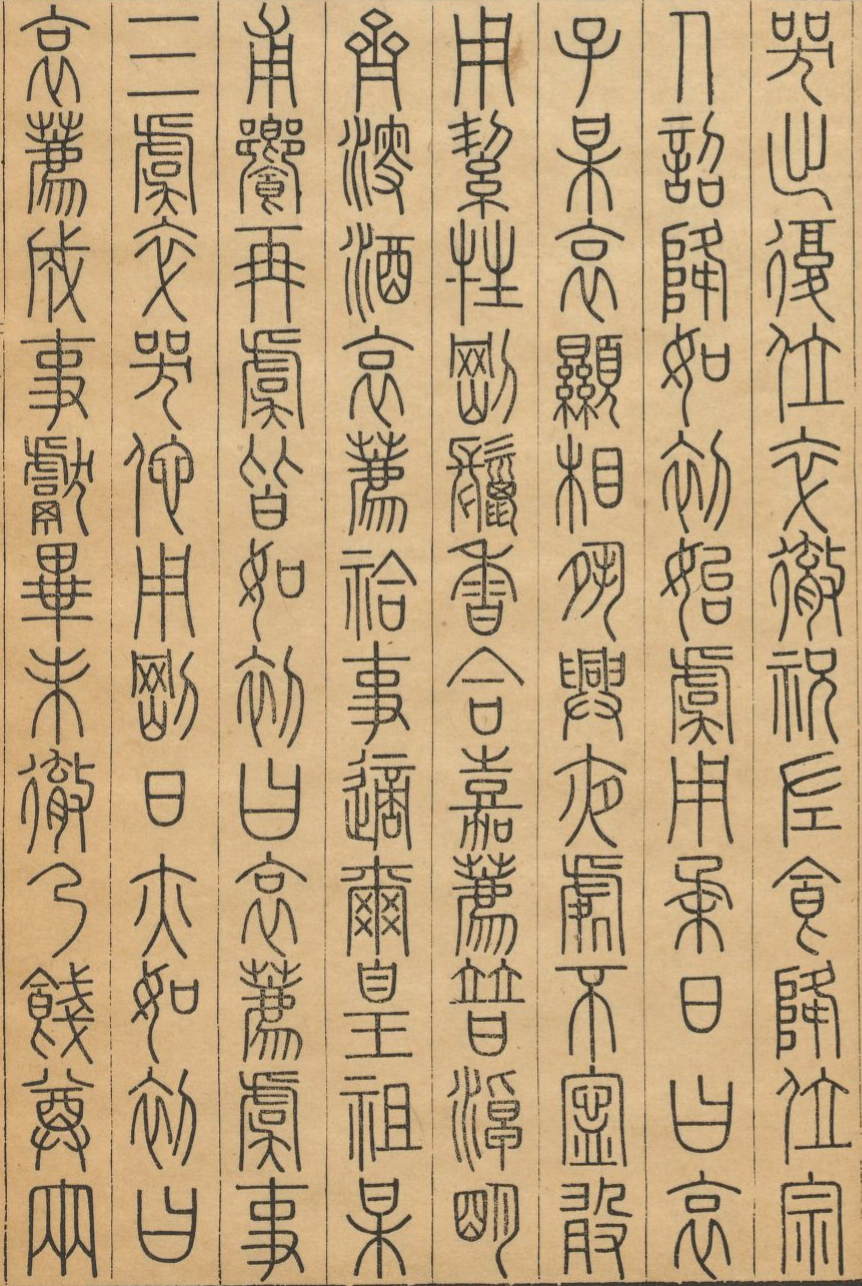 哭止復位卒徹祝左食降位宗
人詔降如初始虞用柔日曰哀
子某哀顯相夙興夜處不寧敢
用絜牲剛鬣香合嘉薦普淖明
齊溲酒哀薦祫事適爾皇祖某
甫饗再虞皆如初曰哀薦虞事
三虞卒哭他用剛日亦如初曰
哀薦成事獻畢未徹乃餞尊兩